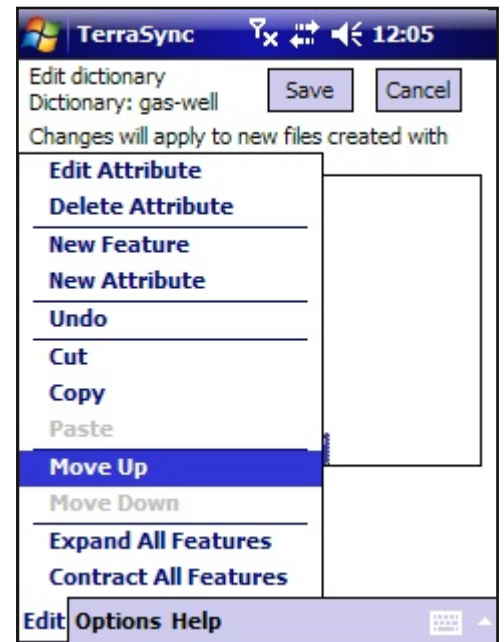 TerraSync 12:05
Edit dictionary
Dictionary: gas-well
Save Cancel
Changes will apply to new files created with
Edit Attribute
Delete Attribute
New Feature
New Attribute
Undo
Cut
Copy
Paste
Move Up
Move Down
Expand All Features
Contract All Features
Edit Options Help